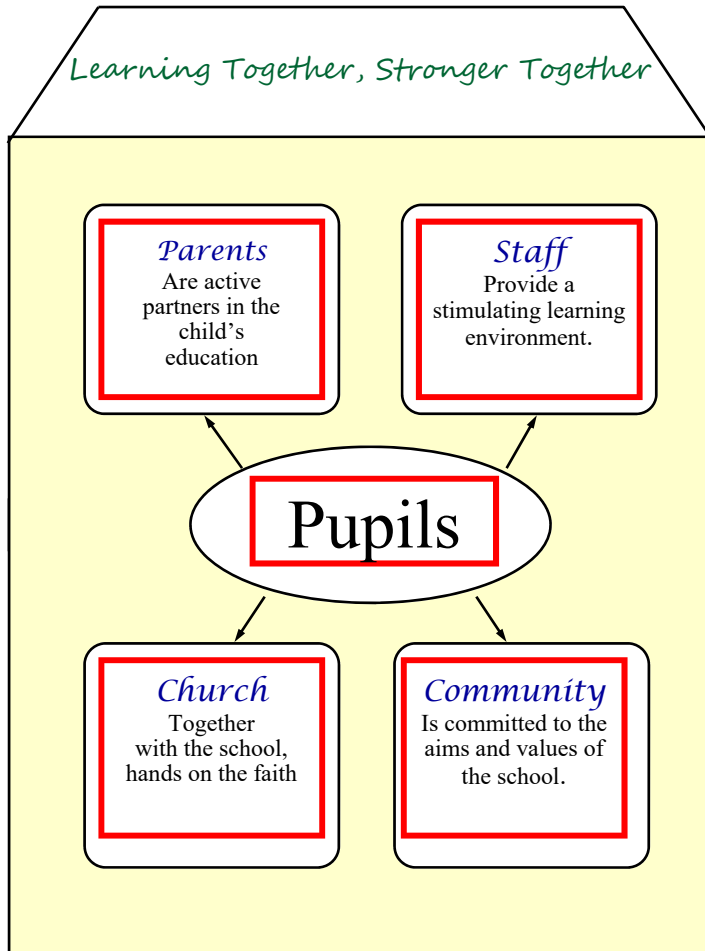 Learning Together, Stronger Together
Parents
Are active
partners in the
child's
education
Staff
Provide a
stimulating learning
environment.
Pupils
Church
Together
with the school,
hands on the faith
Community
Is committed to the
aims and values of
the school.